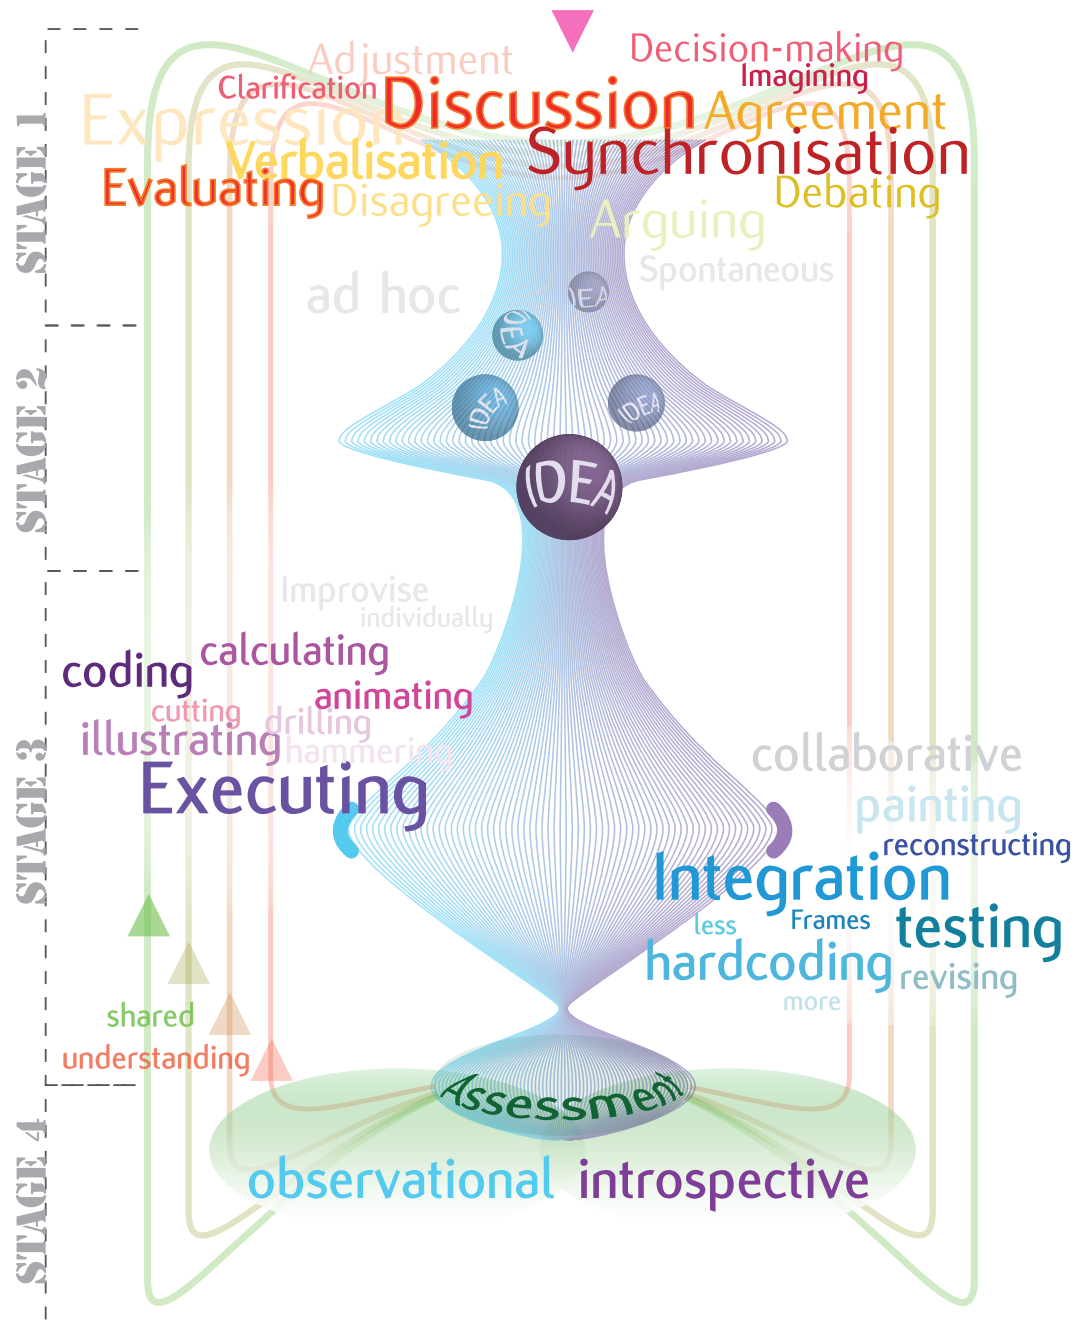 STAGE 1
Adjustment
Decision-making
Clarification
Imagining
Expression
Discussion
Agreement
Verbalisation
Synchronisation
Evaluating
Disagreeing
Debating
Arguing
ad hoc
Spontaneous
IDEA
STAGE 2
IDEA
IDEA
IDEA
IDEA
STAGE 3
Improvise
individually
coding
calculating
animating
cutting
drilling
illustrating
hammering
Executing
collaborative
painting
reconstructing
Integration
less
Frames
testing
hardcoding
revising
more
shared
understanding
STAGE 4
Assessment
observational
introspective